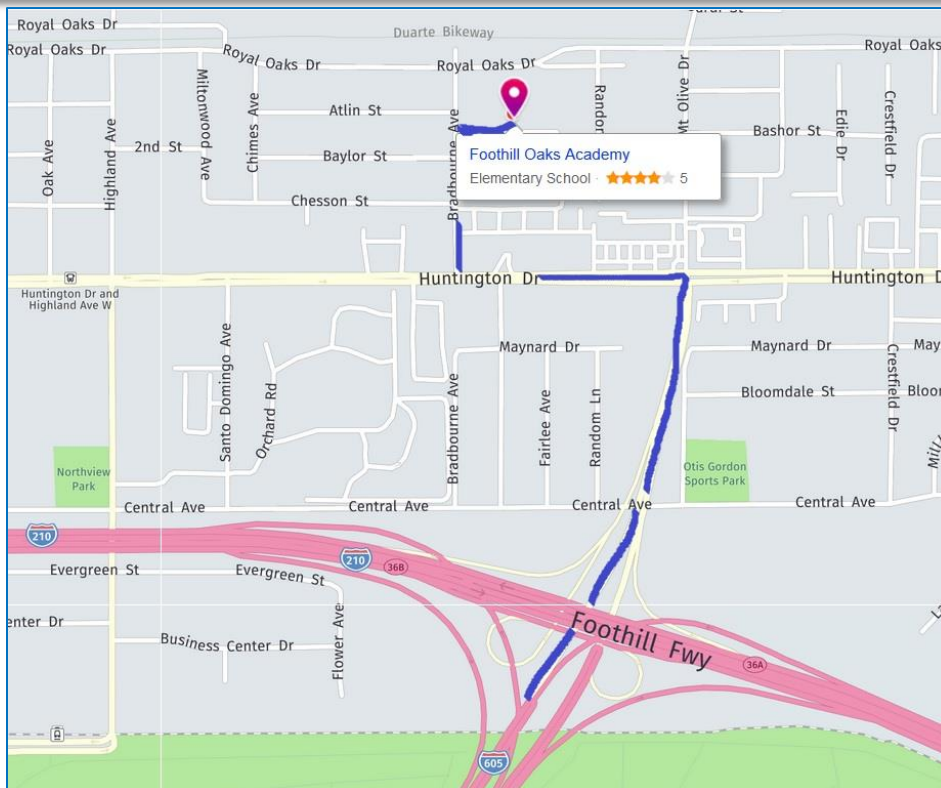 Royal Oaks Dr
Duarte Bikeway
Royal Oaks Dr
Royal Oaks
Royal Oaks Dr
Royal Oaks Dr
Oak Ave
Highland Ave
Miltonwood Ave
Chimes Ave
Atlin St
Bradbourne Ave
Mt Olive Dr
Bashor St
Edie Dr
Crestfield Dr
2nd St
Baylor St
Foothill Oaks Academy
Elementary School · 5
Chesson St
Huntington Dr
Huntington D
Huntington Dr and
Highland Ave W
Santo Domingo Ave
Orchard Rd
Bradbourne Ave
Maynard Dr
Fairlee Ave
Random Ln
Maynard Dr
May
Crestfield Dr
Bloomdale St
Bloo
Northview
Park
Otis Gordon
Sports Park
Central Ave
Central Ave
Central Ave
Central Ave
210
210
36B
Evergreen St
Evergreen St
Flower Ave
enter Dr
Business Center Dr
Foothill Fwy
36A
605